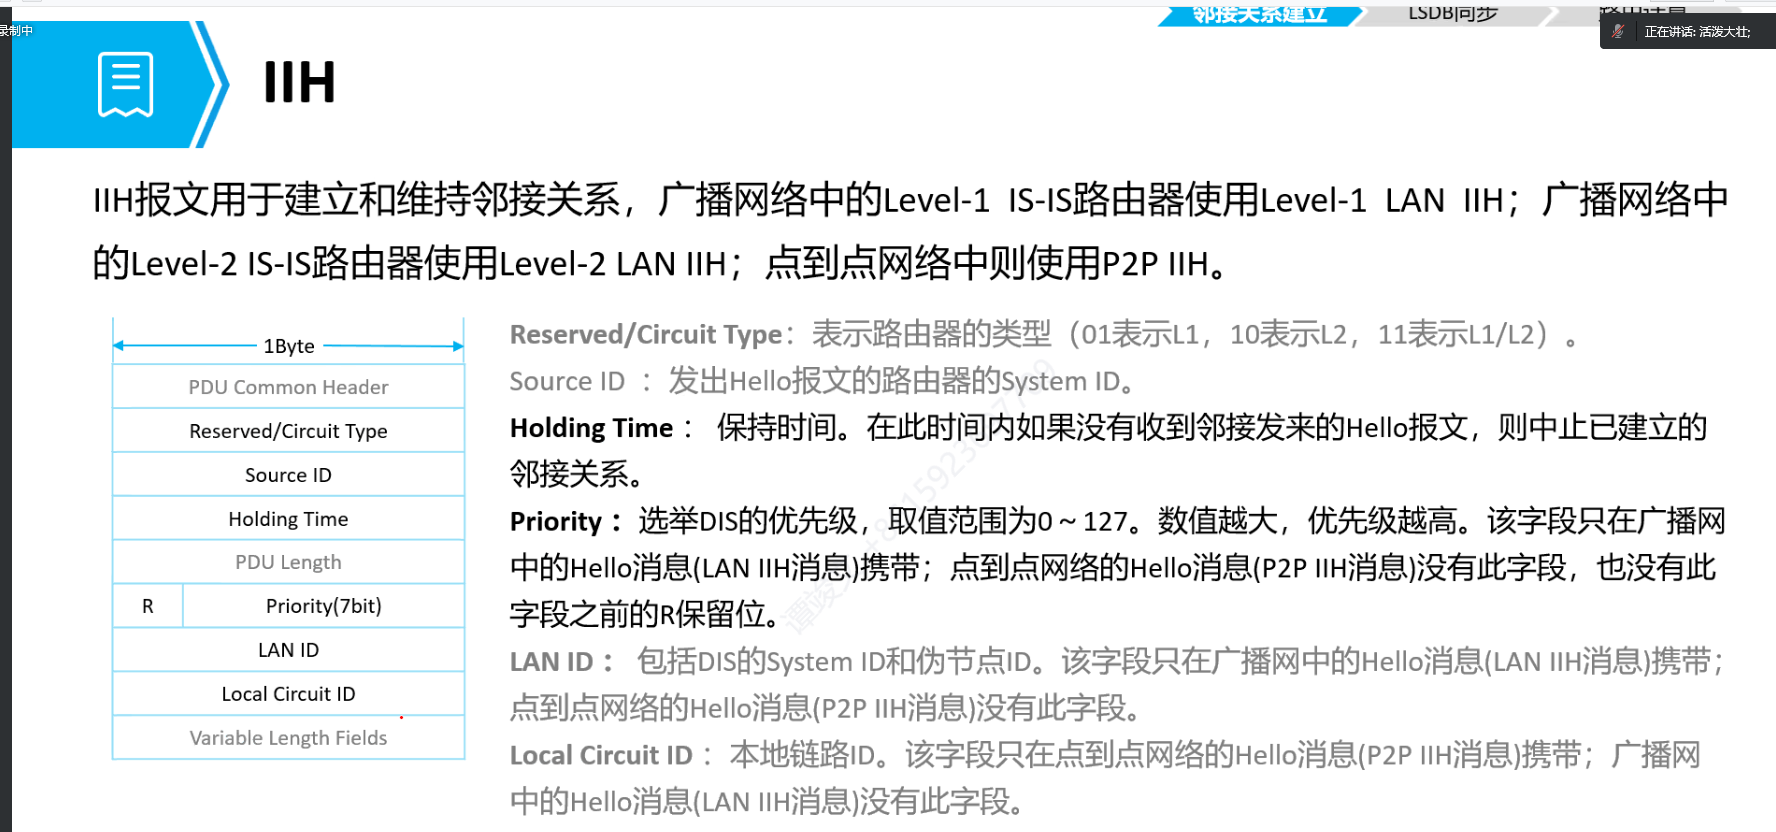 邻接关系建立
LSDB同步
路由计算
录制中
正在讲话: 活泼大壮;
IIH
IIH报文用于建立和维持邻接关系，广播网络中的Level-1 IS-IS路由器使用Level-1 LAN IIH；广播网络中
的Level-2 IS-IS路由器使用Level-2 LAN IIH；点到点网络中则使用P2P IIH。
1Byte
PDU Common Header
Reserved/Circuit Type
Source ID
Holding Time
PDU Length
R
Priority(7bit)
LAN ID
Local Circuit ID
Variable Length Fields
Reserved/Circuit Type：表示路由器的类型（01表示L1，10表示L2，11表示L1/L2）。
Source ID ：发出Hello报文的路由器的System ID。
Holding Time： 保持时间。在此时间内如果没有收到邻接发来的Hello报文，则中止已建立的
邻接关系。
Priority：选举DIS的优先级，取值范围为0～127。数值越大，优先级越高。该字段只在广播网
中的Hello消息(LAN IIH消息)携带；点到点网络的Hello消息(P2P IIH消息)没有此字段，也没有此
字段之前的R保留位。
LAN ID： 包括DIS的System ID和伪节点ID。该字段只在广播网中的Hello消息(LAN IIH消息)携带；
点到点网络的Hello消息(P2P IIH消息)没有此字段。
Local Circuit ID ：本地链路ID。该字段只在点到点网络的Hello消息(P2P IIH消息)携带；广播网
中的Hello消息(LAN IIH消息)没有此字段。